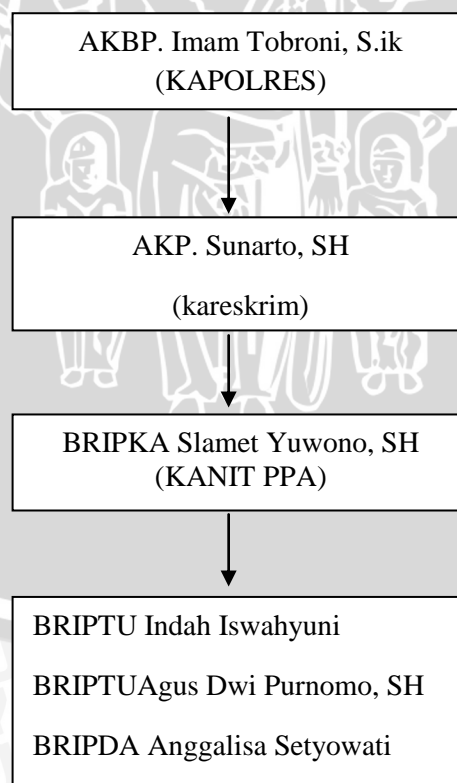 AKBP. Imam Tobroni, S.ik
(KAPOLRES)
AKP. Sunarto, SH
(kareskrim)
BRIPKA Slamet Yuwono, SH
(KANIT PPA)
BRIPTU Indah Iswahyuni
BRIPTUAgus Dwi Purnomo, SH
BRIPDA Anggalisa Setyowati